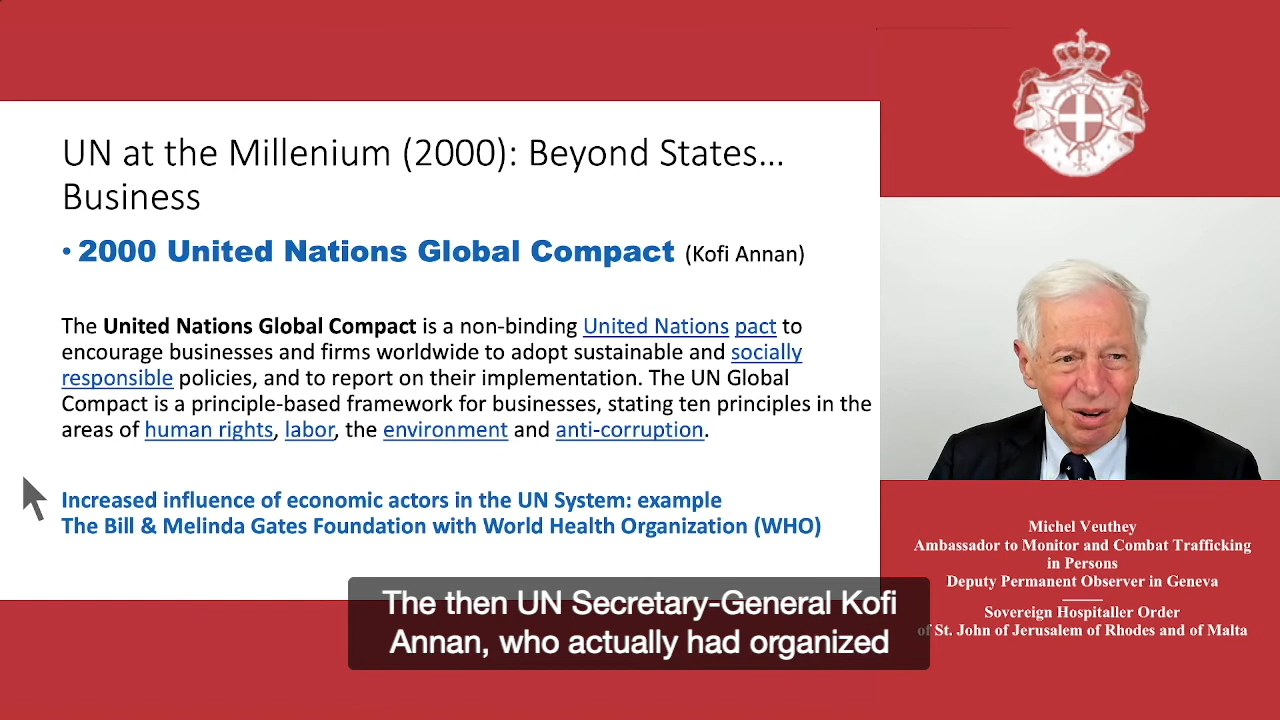 UN at the Millenium (2000): Beyond States…
Business
• 2000 United Nations Global Compact (Kofi Annan)
The United Nations Global Compact is a non-binding United Nations pact to
encourage businesses and firms worldwide to adopt sustainable and socially
responsible policies, and to report on their implementation. The UN Global
Compact is a principle-based framework for businesses, stating ten principles in the
areas of human rights, labor, the environment and anti-corruption.
Increased influence of economic actors in the UN System: example
The Bill & Melinda Gates Foundation with World Health Organization (WHO)
Michel Veuthey
Ambassador to Monitor and Combat Trafficking
in Persons
Deputy Permanent Observer in Geneva
Sovereign Hospitaller Order
of St. John of Jerusalem of Rhodes and of Malta
The then UN Secretary-General Kofi
Annan, who actually had organized